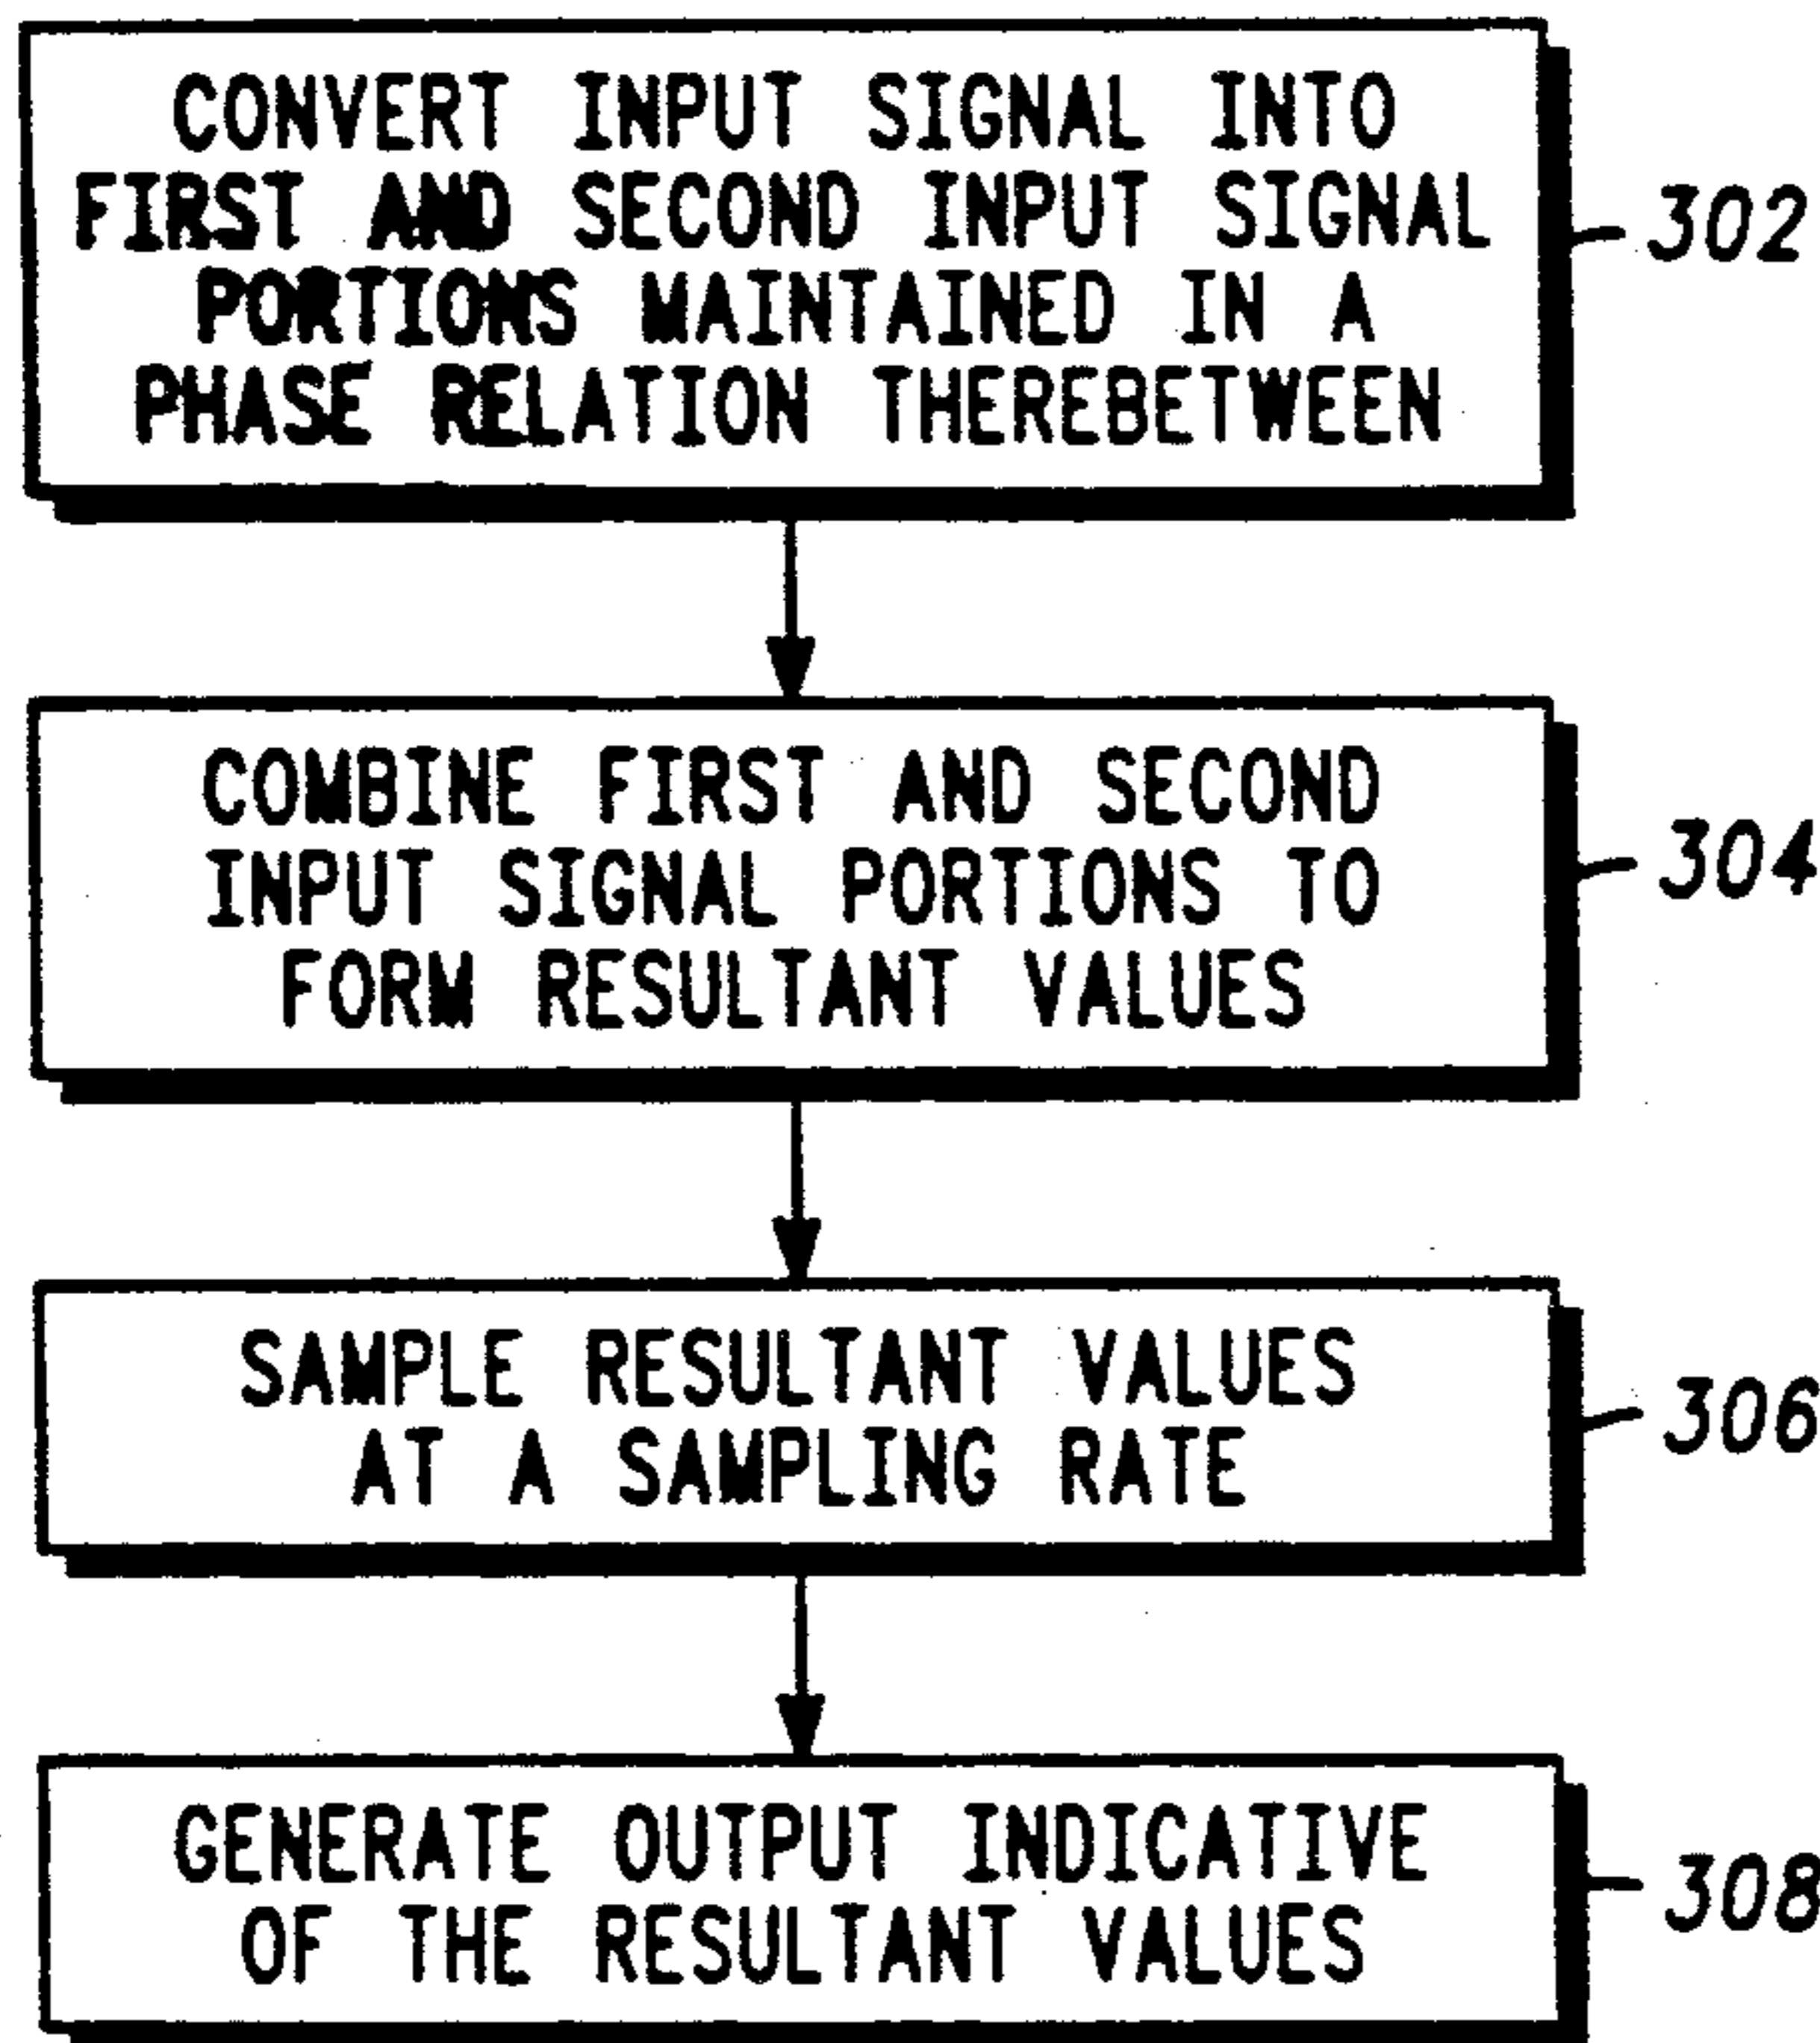 CONVERT INPUT SIGNAL INTO
FIRST AND SECOND INPUT SIGNAL
PORTIONS MAINTAINED IN A
PHASE RELATION THEREBETWEEN
302
COMBINE FIRST AND SECOND
INPUT SIGNAL PORTIONS TO
FORM RESULTANT VALUES
304
SAMPLE RESULTANT VALUES
AT A SAMPLING RATE
306
GENERATE OUTPUT INDICATIVE
OF THE RESULTANT VALUES
308